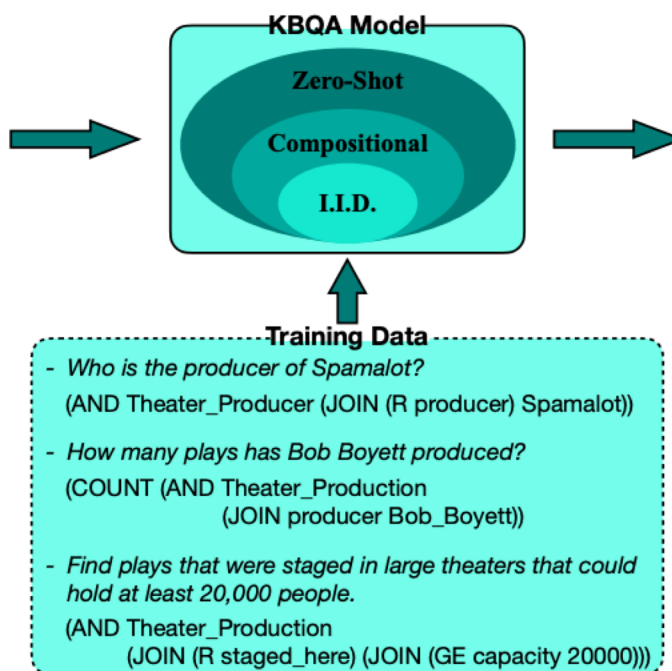 KBQA Model
Zero-Shot
Compositional
I.I.D.
Training Data
- Who is the producer of Spamalot?
(AND Theater_Producer (JOIN (R producer) Spamalot))
- How many plays has Bob Boyett produced?
(COUNT (AND Theater_Production
(JOIN producer Bob_Boyett))
- Find plays that were staged in large theaters that could
hold at least 20,000 people.
(AND Theater_Production
(JOIN (R staged_here) (JOIN (GE capacity 20000)))